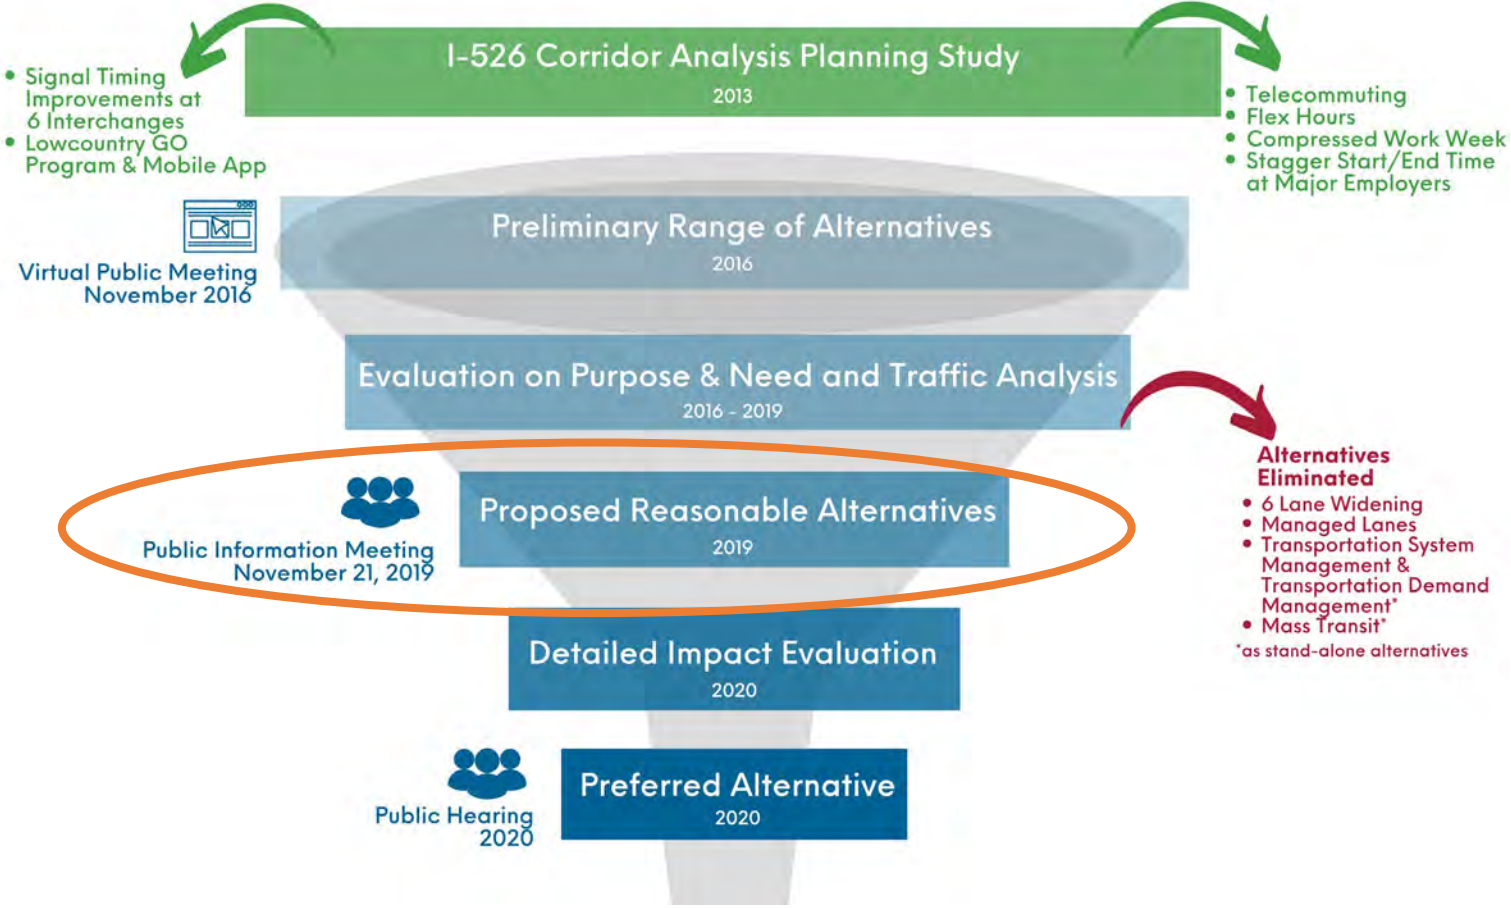 I-526 Corridor Analysis Planning Study
2013
• Signal Timing
Improvements at
6 Interchanges
• Lowcountry GO
Program & Mobile App
• Telecommuting
• Flex Hours
• Compressed Work Week
• Stagger Start/End Time
at Major Employers
Preliminary Range of Alternatives
2016
Virtual Public Meeting
November 2016
Evaluation on Purpose & Need and Traffic Analysis
2016 - 2019
Alternatives
Eliminated
• 6 Lane Widening
• Managed Lanes
• Transportation System
Management &
Transportation Demand
Management*
• Mass Transit*
*as stand-alone alternatives
Proposed Reasonable Alternatives
2019
Public Information Meeting
November 21, 2019
Detailed Impact Evaluation
2020
Preferred Alternative
2020
Public Hearing
2020